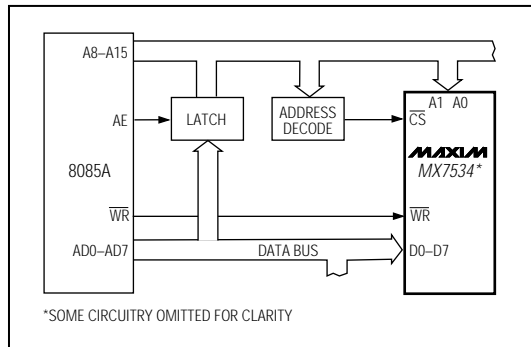 A8–A15
A1 A0
AE
LATCH
ADDRESS
DECODE
CS
MAXIM
MX7534*
8085A
WR
WR
AD0–AD7
DATA BUS
D0–D7
*SOME CIRCUITRY OMITTED FOR CLARITY